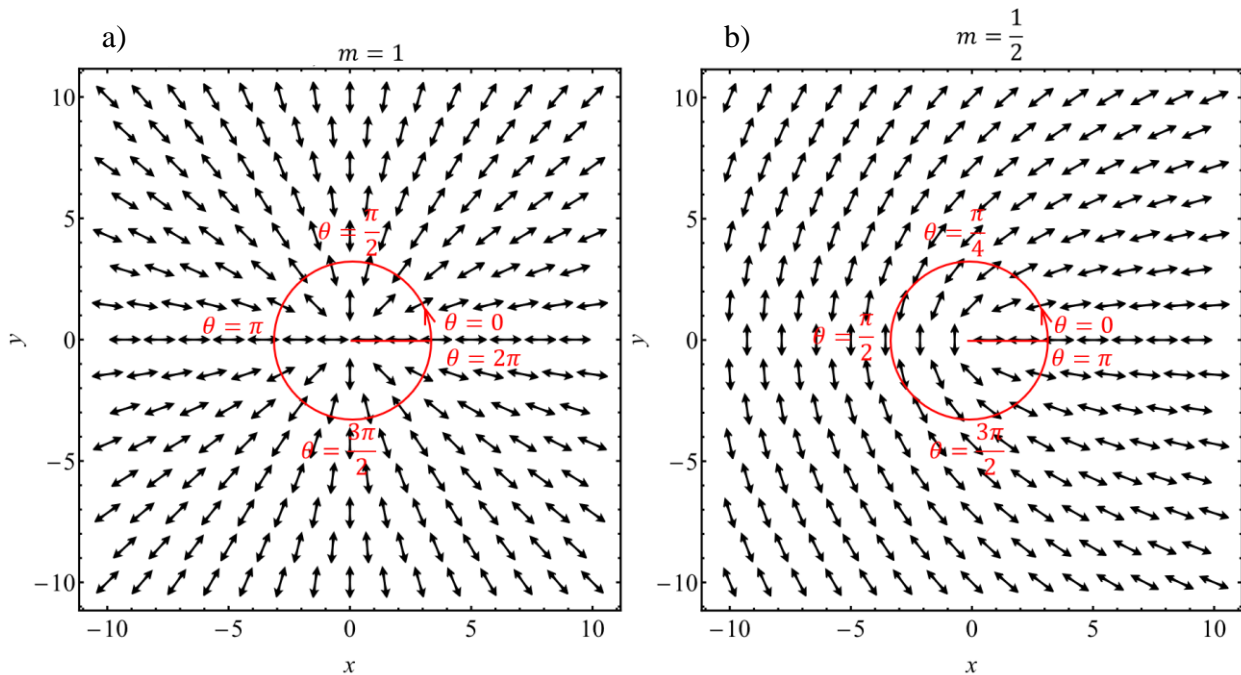 a)
m = 1
b)
m = 1/2
10
5
0
−5
−10
y
θ = π/2
θ = π
θ = 0
θ = 2π
θ = 3π/2
−10 −5 0 5 10
x
10
5
0
−5
−10
y
θ = π/4
θ = π/2
θ = 0
θ = π
θ = 3π/2
−10 −5 0 5 10
x